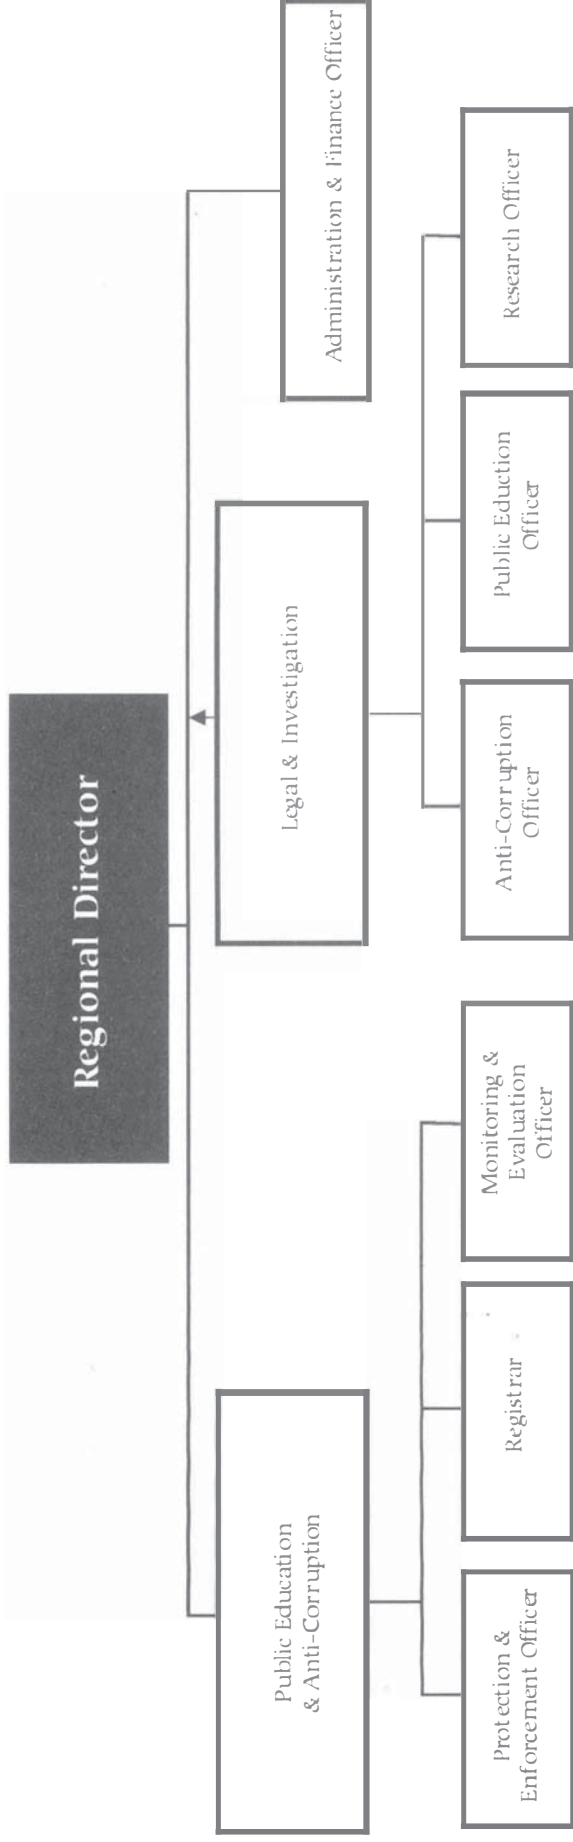 Regional Director
Public Education
& Anti-Corruption
Legal & Investigation
Administration & Finance Officer
Protection &
Enforcement Officer
Registrar
Monitoring &
Evaluation
Officer
Anti-Corruption
Officer
Public Eduction
Officer
Research Officer